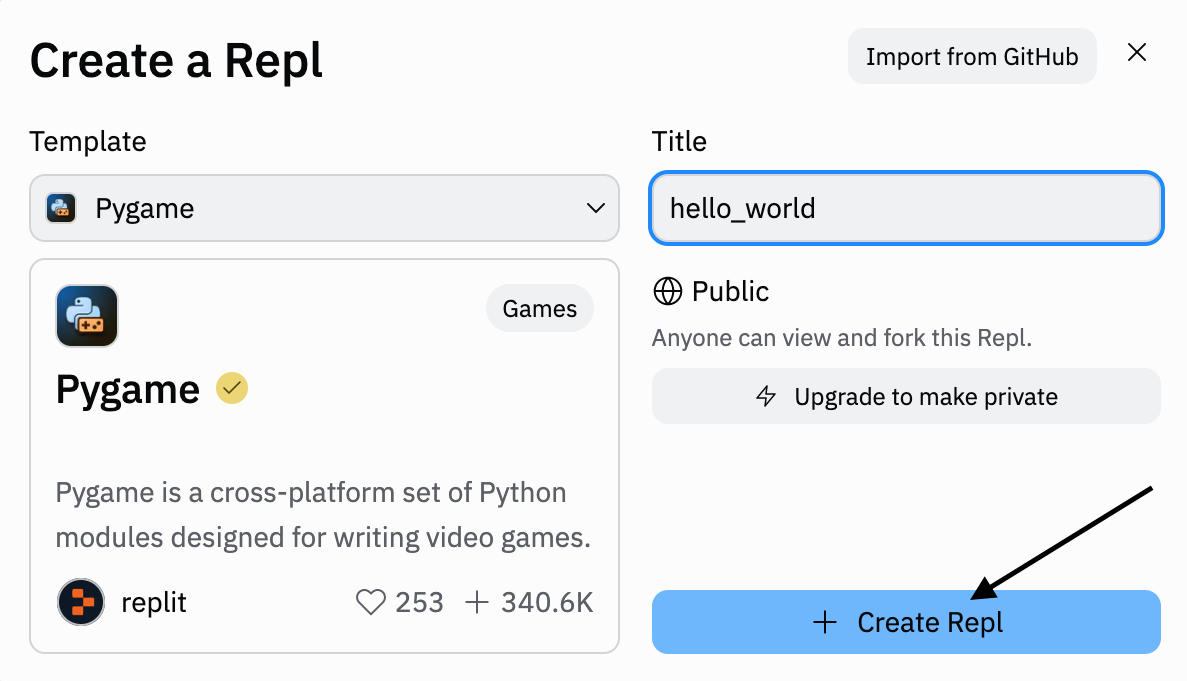 Create a Repl
Import from GitHub
Template
Pygame
Games
Pygame
Pygame is a cross-platform set of Python
modules designed for writing video games.
replit
253
340.6K
Title
hello_world
Public
Anyone can view and fork this Repl.
Upgrade to make private
+ Create Repl